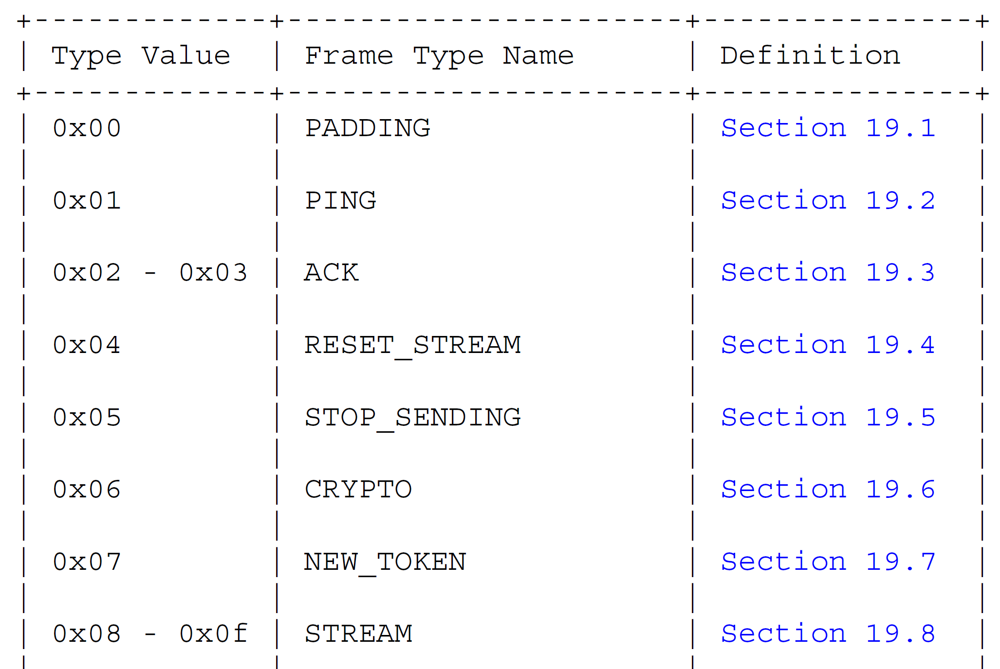 +-------------+----------------------+---------------+
| Type Value  | Frame Type Name      | Definition    |
+-------------+----------------------+---------------+
| 0x00        | PADDING              | Section 19.1  |
|             |                      |               |
| 0x01        | PING                 | Section 19.2  |
|             |                      |               |
| 0x02 - 0x03 | ACK                  | Section 19.3  |
|             |                      |               |
| 0x04        | RESET_STREAM         | Section 19.4  |
|             |                      |               |
| 0x05        | STOP_SENDING         | Section 19.5  |
|             |                      |               |
| 0x06        | CRYPTO               | Section 19.6  |
|             |                      |               |
| 0x07        | NEW_TOKEN            | Section 19.7  |
|             |                      |               |
| 0x08 - 0x0f | STREAM               | Section 19.8  |
|             |                      |               |